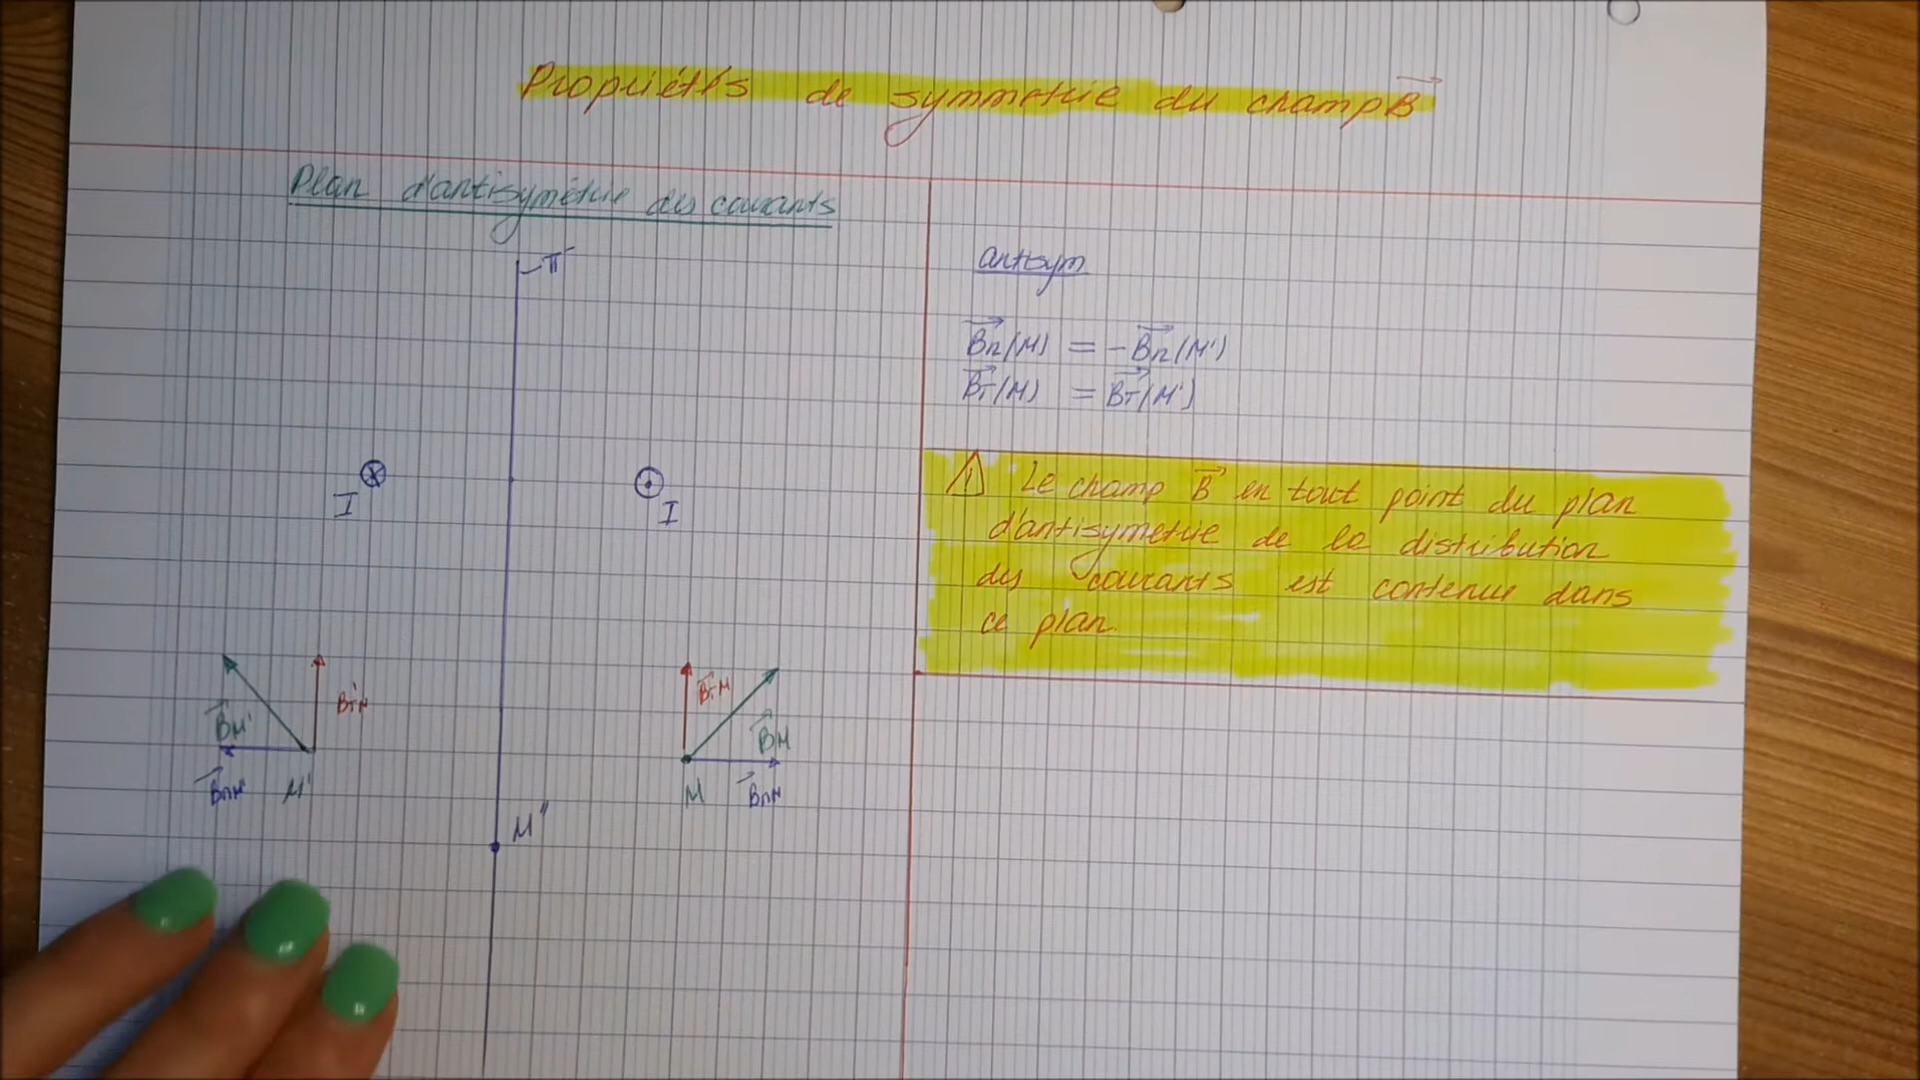 Propriétés de symmetrie du champ B
Plan d'antisymétrie des courants
π
antisym
Bn(M) = -Bn(M')
BT(M) = BT(M')
⚠ Le champ B en tout point du plan
d'antisymetrie de la distribution
des courants est contenue dans
ce plan.
I
I
BM'
BnM'
M'
BTM
BM
M
BnM
M"